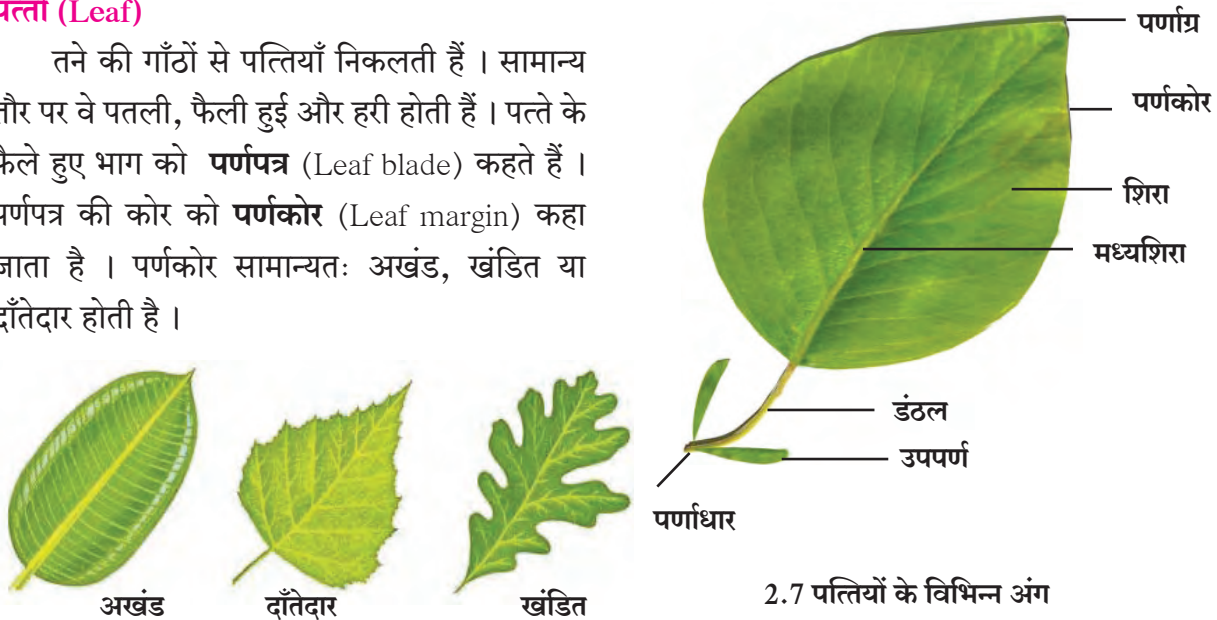 पत्ती (Leaf)
तने की गाँठों से पत्तियाँ निकलती हैं । सामान्य
तौर पर वे पतली, फैली हुई और हरी होती हैं । पत्ते के
फैले हुए भाग को पर्णपत्र (Leaf blade) कहते हैं ।
पर्णपत्र की कोर को पर्णकोर (Leaf margin) कहा
जाता है । पर्णकोर सामान्यतः अखंड, खंडित या
दाँतेदार होती है ।
अखंड
दाँतेदार
खंडित
पर्णाग्र
पर्णकोर
शिरा
मध्यशिरा
डंठल
उपपर्ण
पर्णाधार
2.7 पत्तियों के विभिन्न अंग